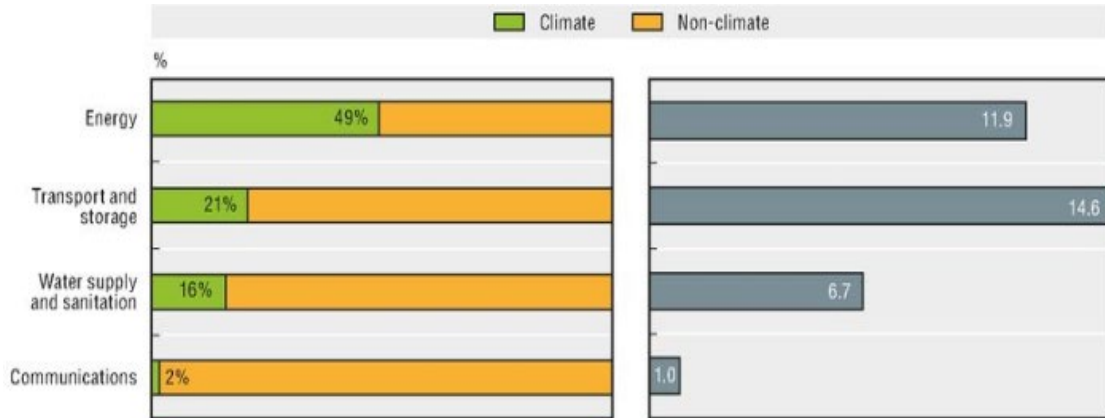 Climate Non-climate
%
Energy 49% 11.9
Transport and
storage 21% 14.6
Water supply
and sanitation 16% 6.7
Communications 2% 1.0